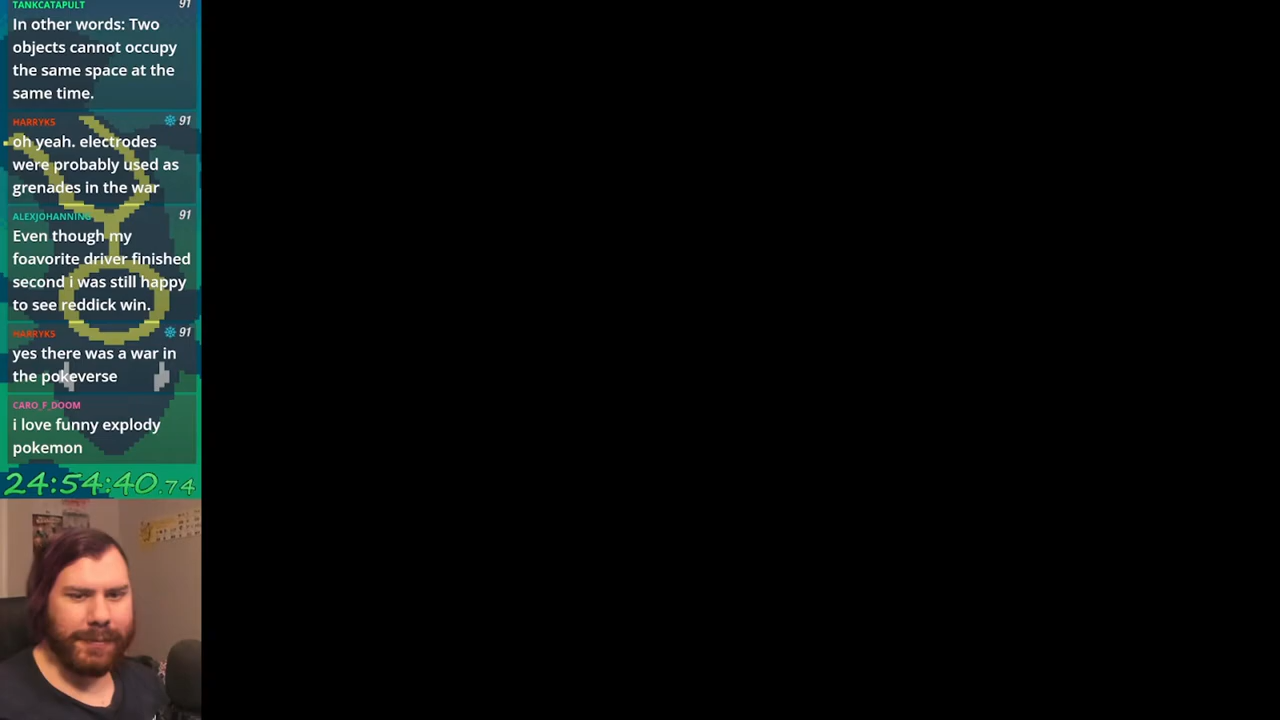 TANKCATAPULT 91
In other words: Two
objects cannot occupy
the same space at the
same time.
HARRYKS 91
oh yeah. electrodes
were probably used as
grenades in the war
ALEXJOHANNING 91
Even though my
foavorite driver finished
second i was still happy
to see reddick win.
HARRYKS 91
yes there was a war in
the pokeverse
CARO_F_DOOM
i love funny explody
pokemon
24:54:40.74